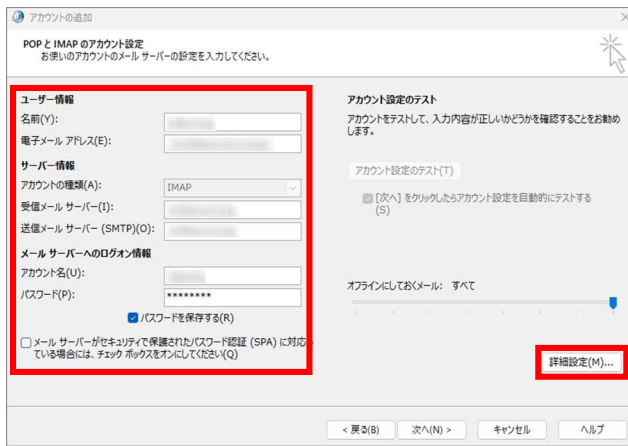 アカウントの追加
POP と IMAP のアカウント設定
お使いのアカウントのメール サーバーの設定を入力してください。
ユーザー情報
名前(Y):
電子メール アドレス(E):
サーバー情報
アカウントの種類(A):
IMAP
受信メール サーバー(I):
送信メール サーバー (SMTP)(O):
メール サーバーへのログオン情報
アカウント名(U):
パスワード(P):
********
パスワードを保存する(R)
メール サーバーがセキュリティで保護されたパスワード認証 (SPA) に対応
ている場合には、チェック ボックスをオンにしてください(Q)
アカウント設定のテスト
アカウントをテストして、入力内容が正しいかどうかを確認することをお勧め
します。
アカウント設定のテスト(T)
[次へ] をクリックしたらアカウント設定を自動的にテストする
(S)
オフラインにしておくメール: すべて
詳細設定(M)...
< 戻る(B)
次へ(N) >
キャンセル
ヘルプ